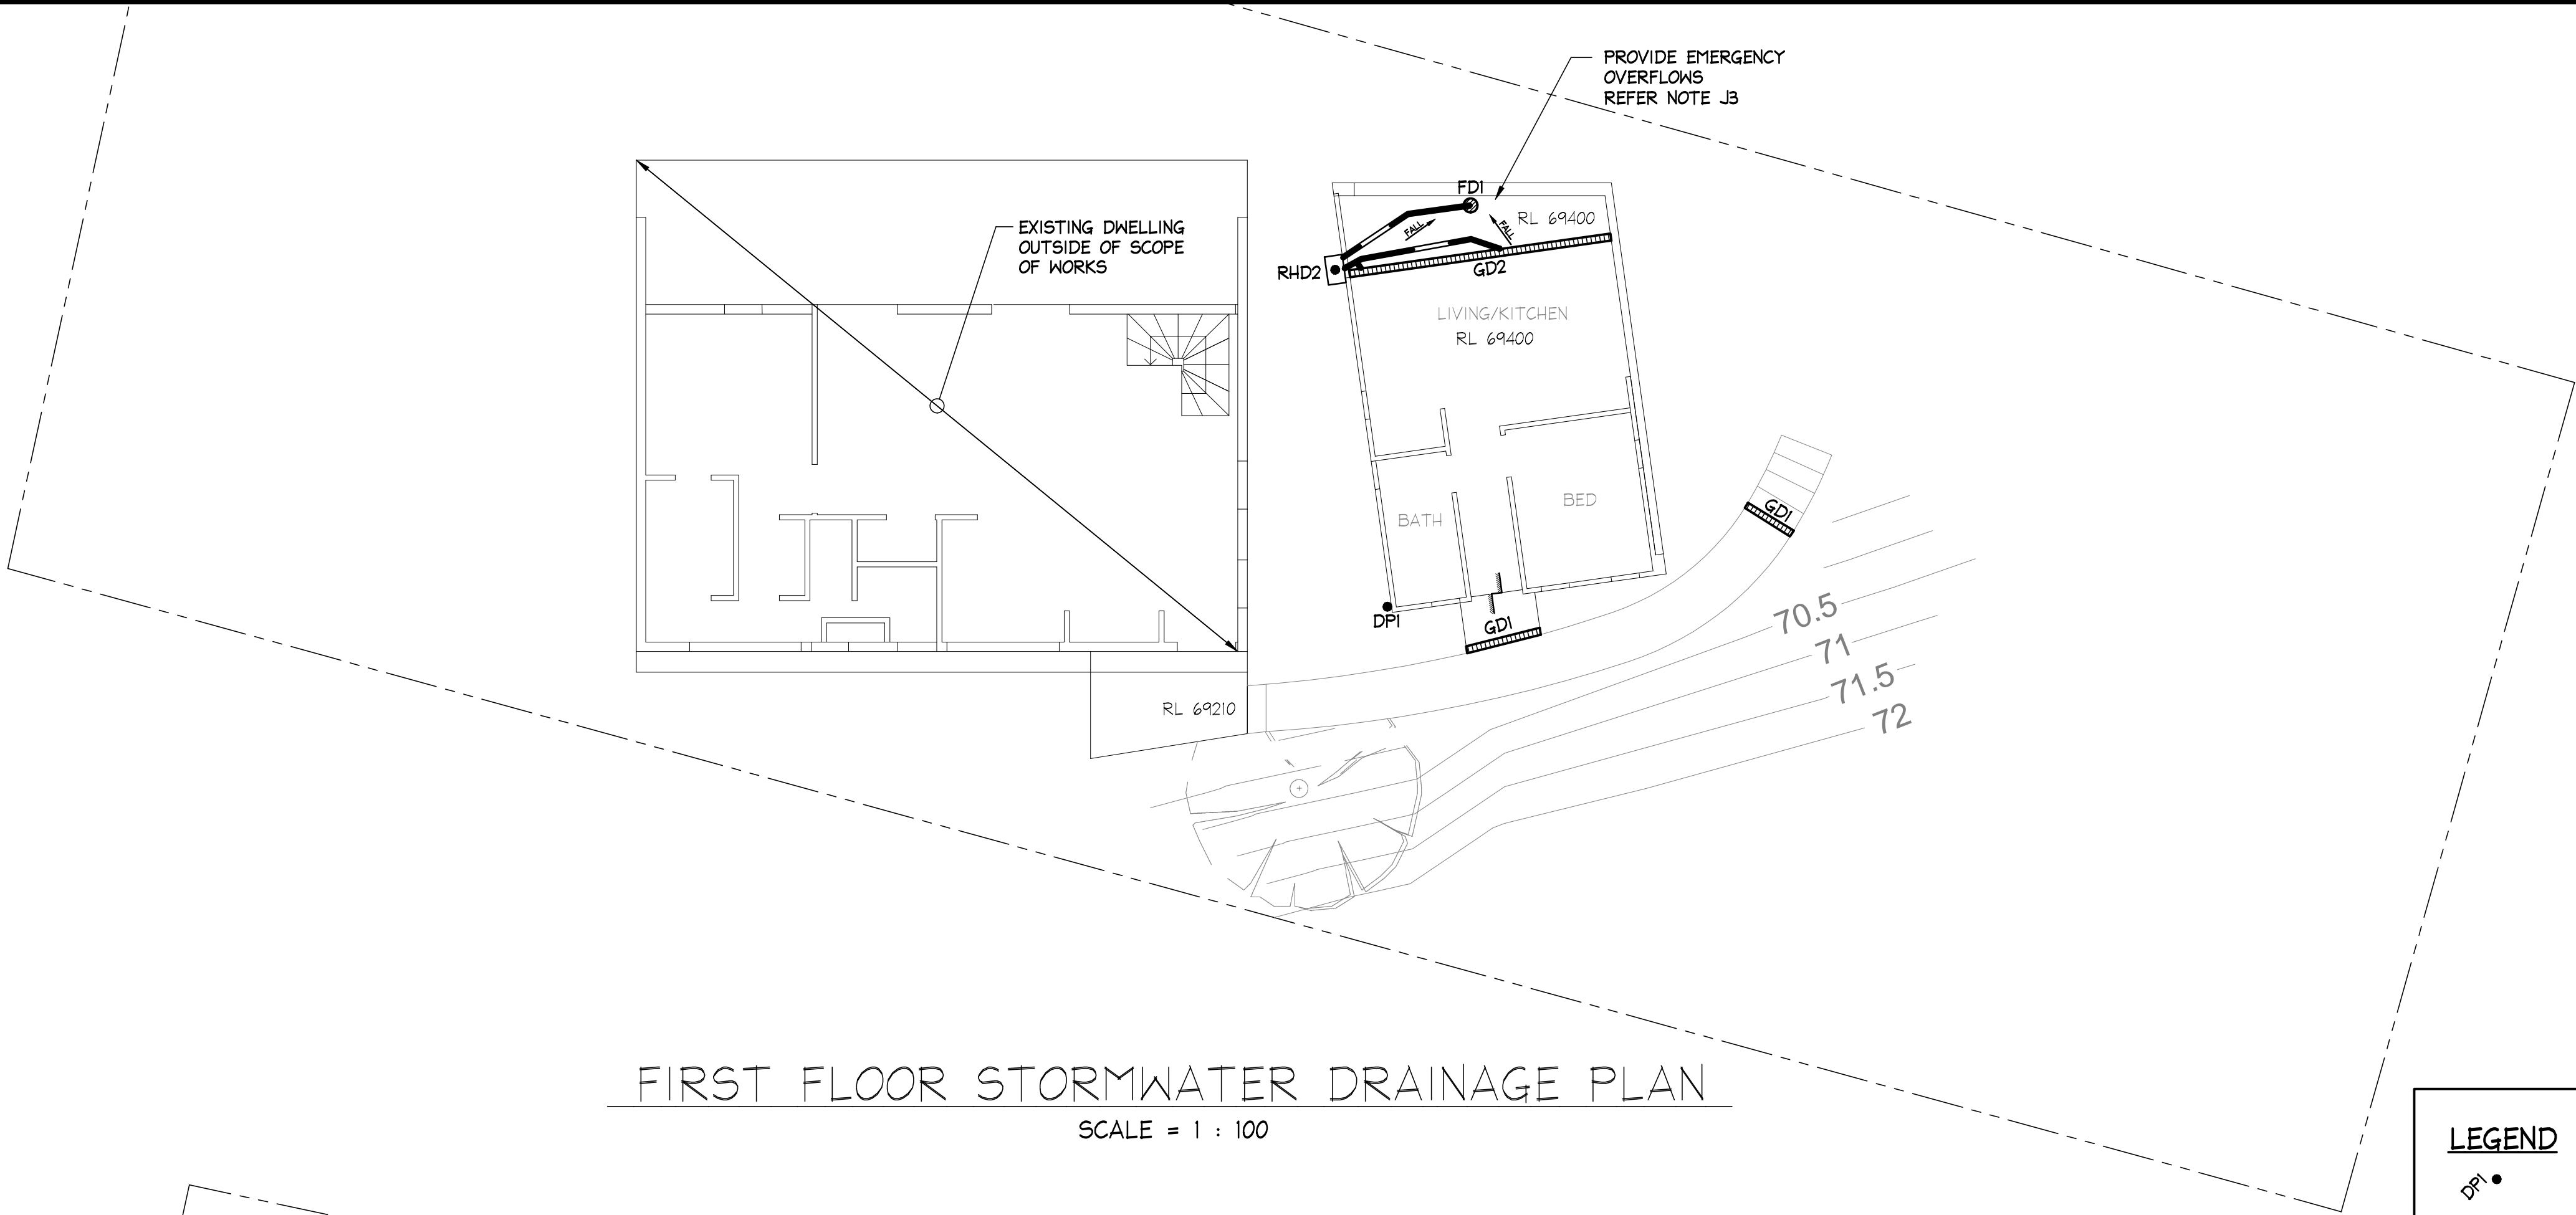 PROVIDE EMERGENCY
OVERFLOWS
REFER NOTE J3
FD1
RL 69400
FALL
FALL
EXISTING DWELLING
OUTSIDE OF SCOPE
OF WORKS
RHD2
GD2
LIVING/KITCHEN
RL 69400
BED
BATH
GD1
DP1
GD1
70.5
71
71.5
72
RL 69210
FIRST FLOOR STORMWATER DRAINAGE PLAN
SCALE = 1 : 100
LEGEND
DP1